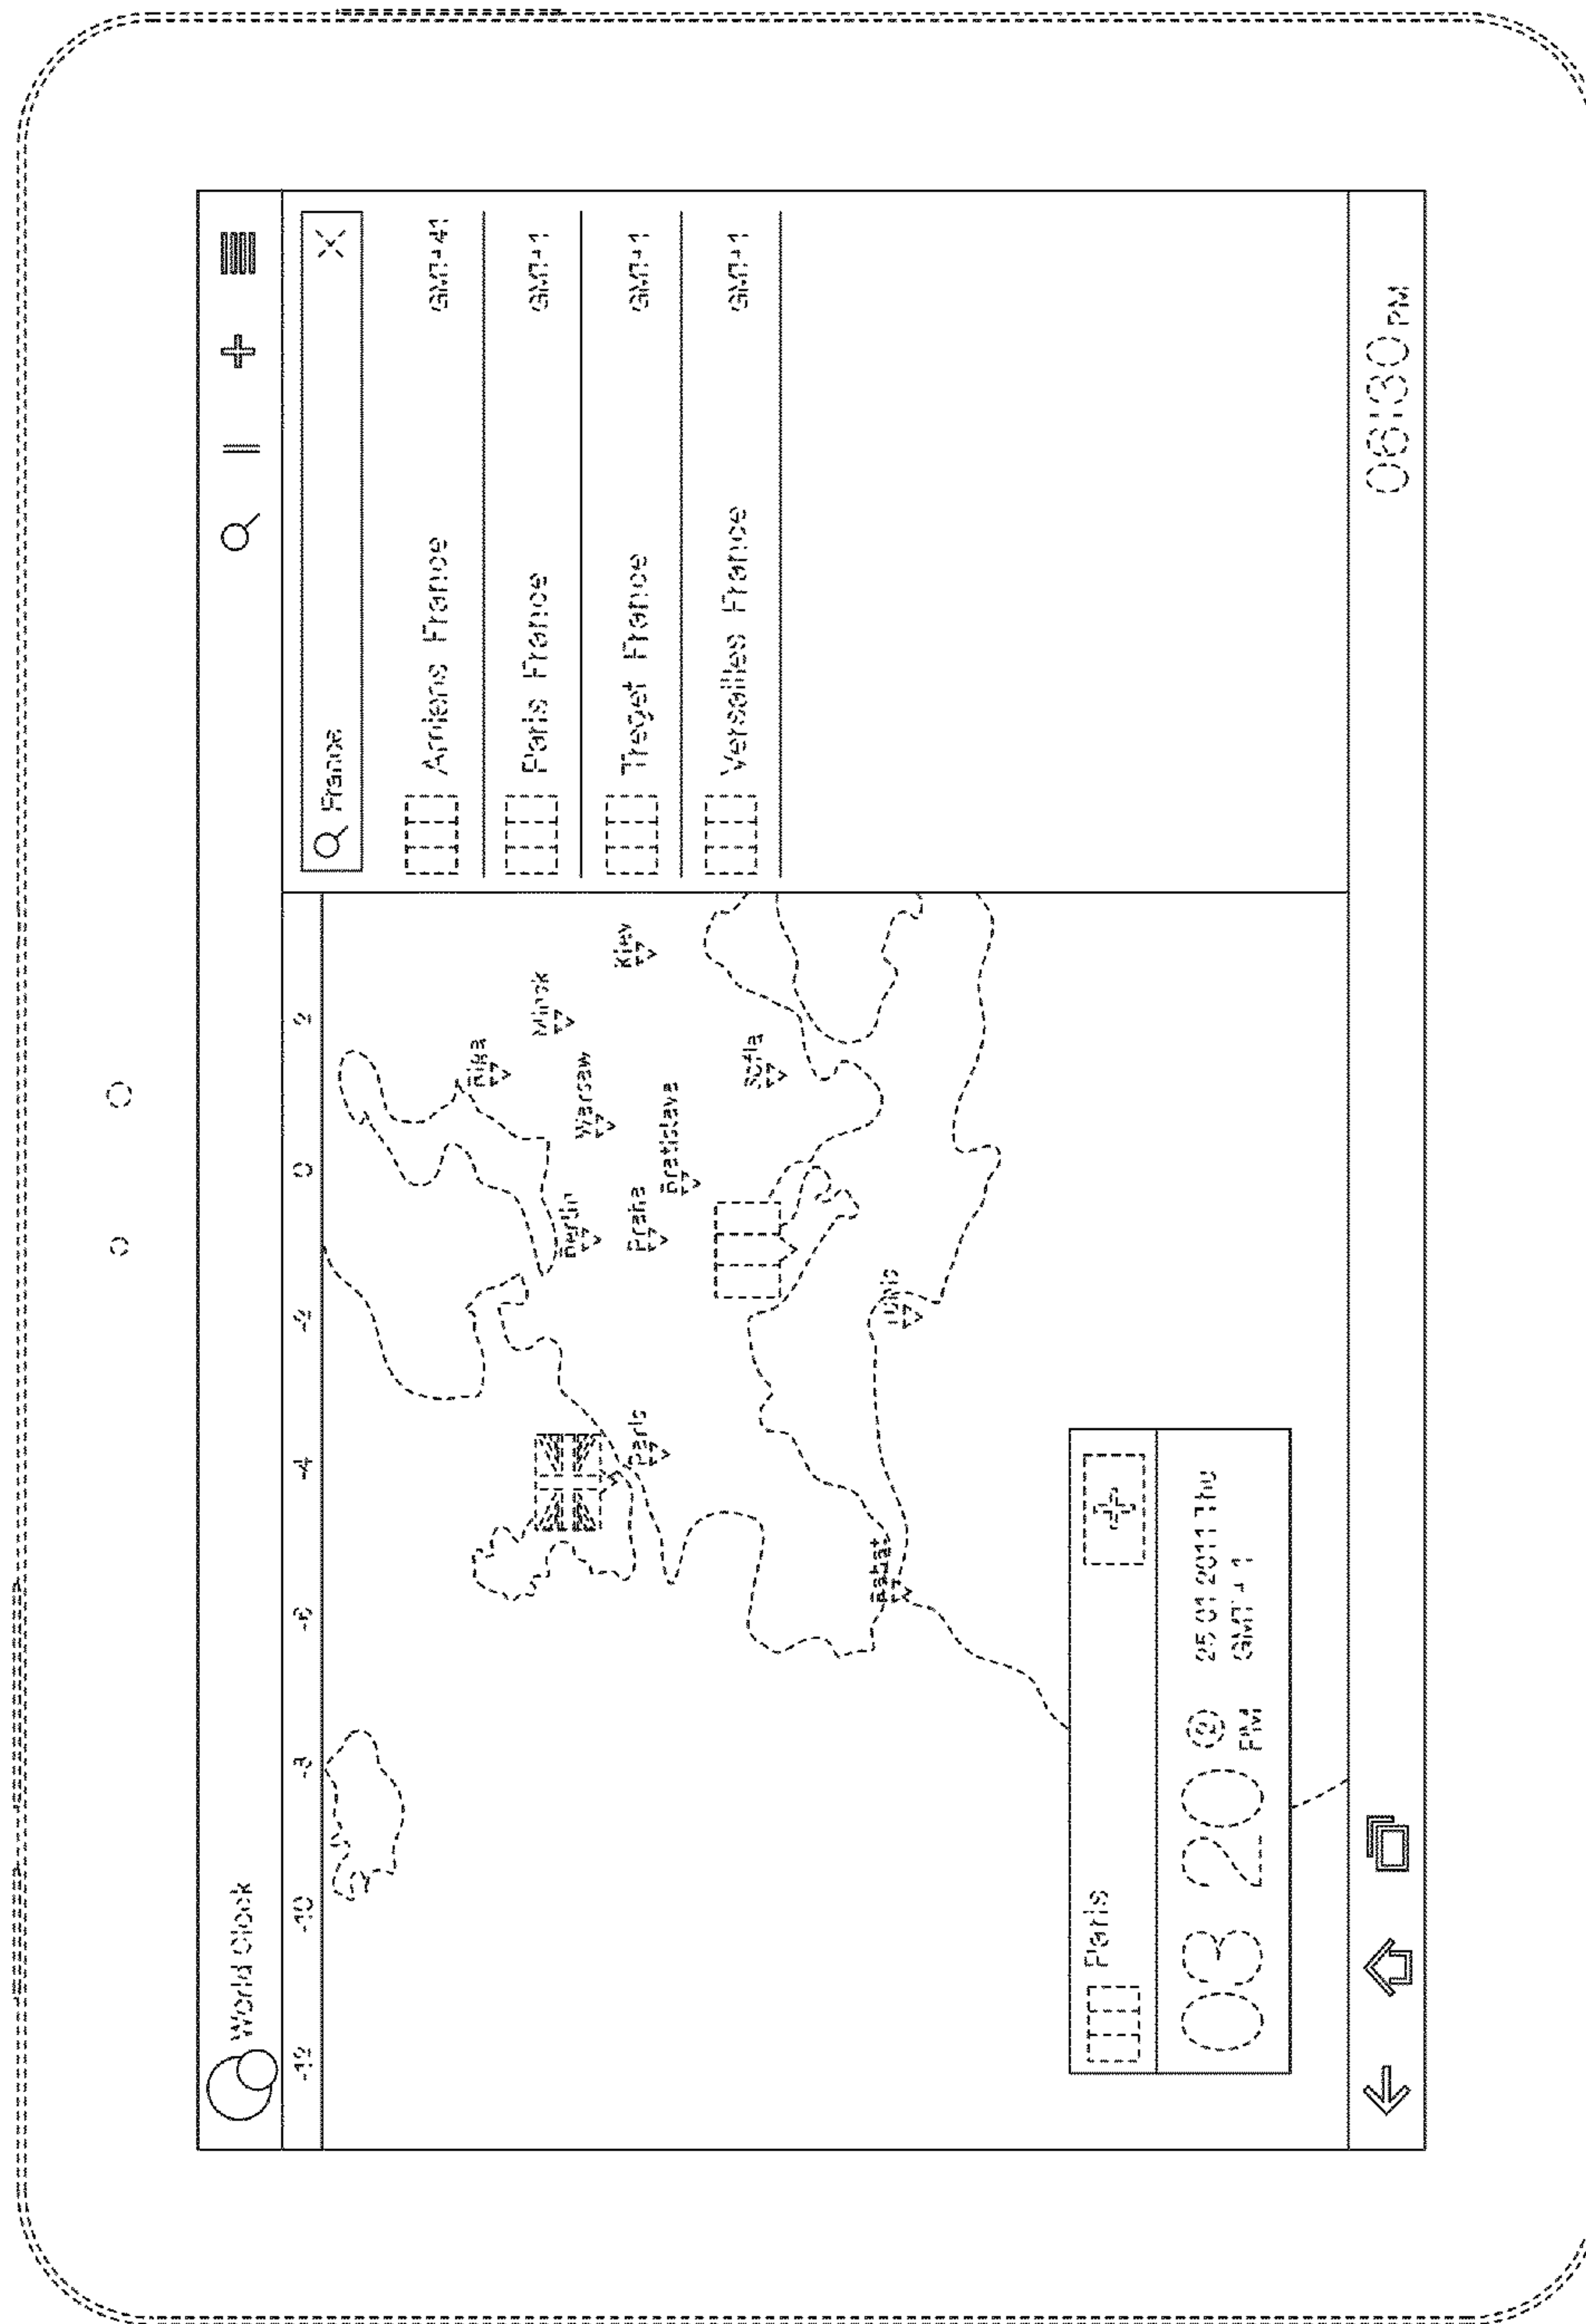 World Clock
-12 -10 -8 -6 -4 -2 0 2
Riga
Minsk
Kiev
Warsaw
Berlin
Praha
Bratislava
Sofia
Paris
Tunis
Rabat
Paris
03 20 PM
25 01 2011 Thu
GMT + 1
France
Amiens France GMT+41
Paris France GMT+1
Treget France GMT+1
Versailles France GMT+1
06:30 PM